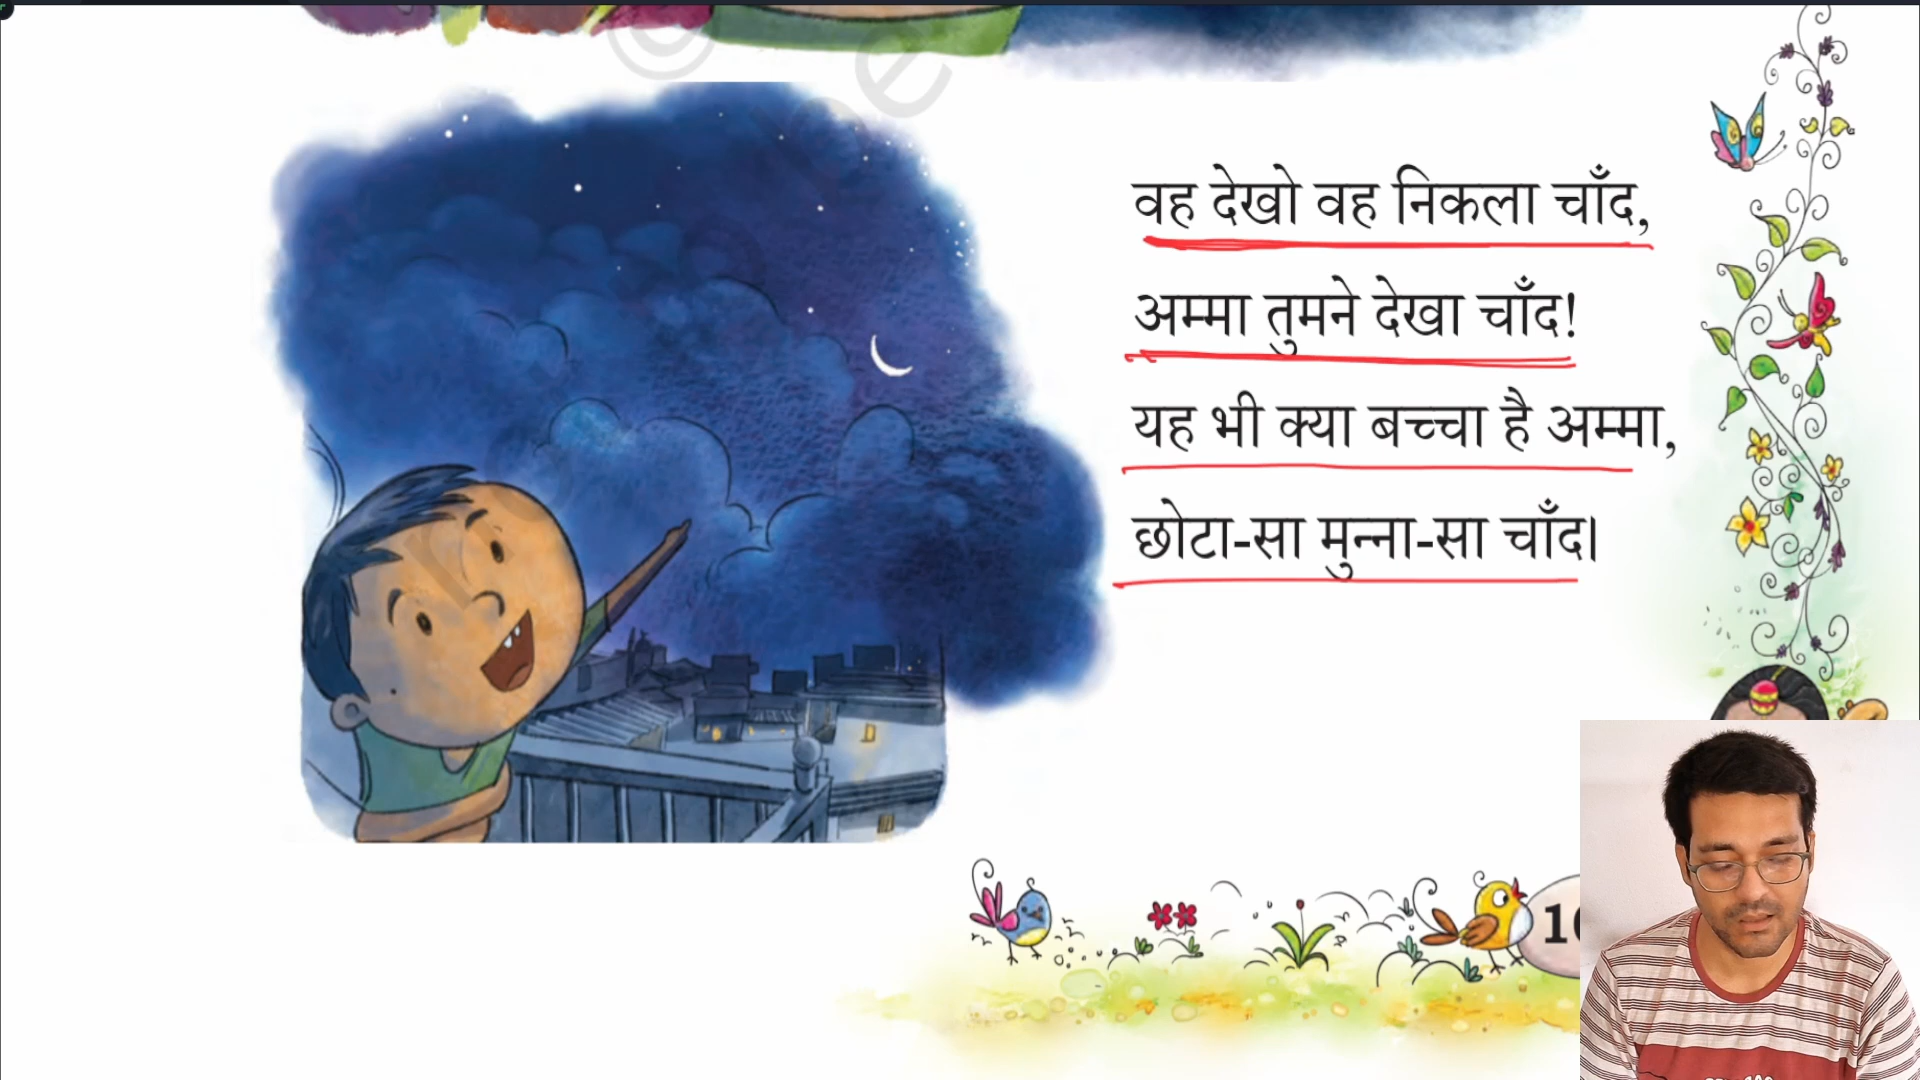 वह देखो वह निकला चाँद,
अम्मा तुमने देखा चाँद!
यह भी क्या बच्चा है अम्मा,
छोटा-सा मुन्ना-सा चाँद।